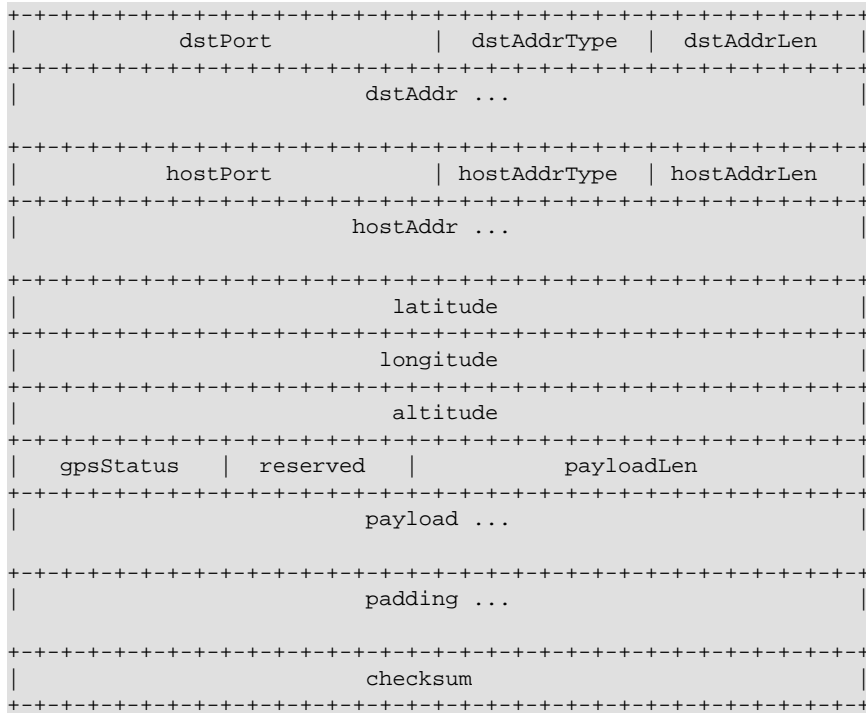 +-+-+-+-+-+-+-+-+-+-+-+-+-+-+-+-+-+-+-+-+-+-+-+-+-+-+-+-+-+-+-+-+
|            dstPort            |  dstAddrType  |  dstAddrLen   |
+-+-+-+-+-+-+-+-+-+-+-+-+-+-+-+-+-+-+-+-+-+-+-+-+-+-+-+-+-+-+-+-+
|                          dstAddr ...                          |
+-+-+-+-+-+-+-+-+-+-+-+-+-+-+-+-+-+-+-+-+-+-+-+-+-+-+-+-+-+-+-+-+
|           hostPort            | hostAddrType  | hostAddrLen   |
+-+-+-+-+-+-+-+-+-+-+-+-+-+-+-+-+-+-+-+-+-+-+-+-+-+-+-+-+-+-+-+-+
|                         hostAddr ...                          |
+-+-+-+-+-+-+-+-+-+-+-+-+-+-+-+-+-+-+-+-+-+-+-+-+-+-+-+-+-+-+-+-+
|                            latitude                           |
+-+-+-+-+-+-+-+-+-+-+-+-+-+-+-+-+-+-+-+-+-+-+-+-+-+-+-+-+-+-+-+-+
|                           longitude                           |
+-+-+-+-+-+-+-+-+-+-+-+-+-+-+-+-+-+-+-+-+-+-+-+-+-+-+-+-+-+-+-+-+
|                            altitude                           |
+-+-+-+-+-+-+-+-+-+-+-+-+-+-+-+-+-+-+-+-+-+-+-+-+-+-+-+-+-+-+-+-+
|   gpsStatus   |  reserved   |           payloadLen            |
+-+-+-+-+-+-+-+-+-+-+-+-+-+-+-+-+-+-+-+-+-+-+-+-+-+-+-+-+-+-+-+-+
|                          payload ...                          |
+-+-+-+-+-+-+-+-+-+-+-+-+-+-+-+-+-+-+-+-+-+-+-+-+-+-+-+-+-+-+-+-+
|                          padding ...                          |
+-+-+-+-+-+-+-+-+-+-+-+-+-+-+-+-+-+-+-+-+-+-+-+-+-+-+-+-+-+-+-+-+
|                          checksum                             |
+-+-+-+-+-+-+-+-+-+-+-+-+-+-+-+-+-+-+-+-+-+-+-+-+-+-+-+-+-+-+-+-+